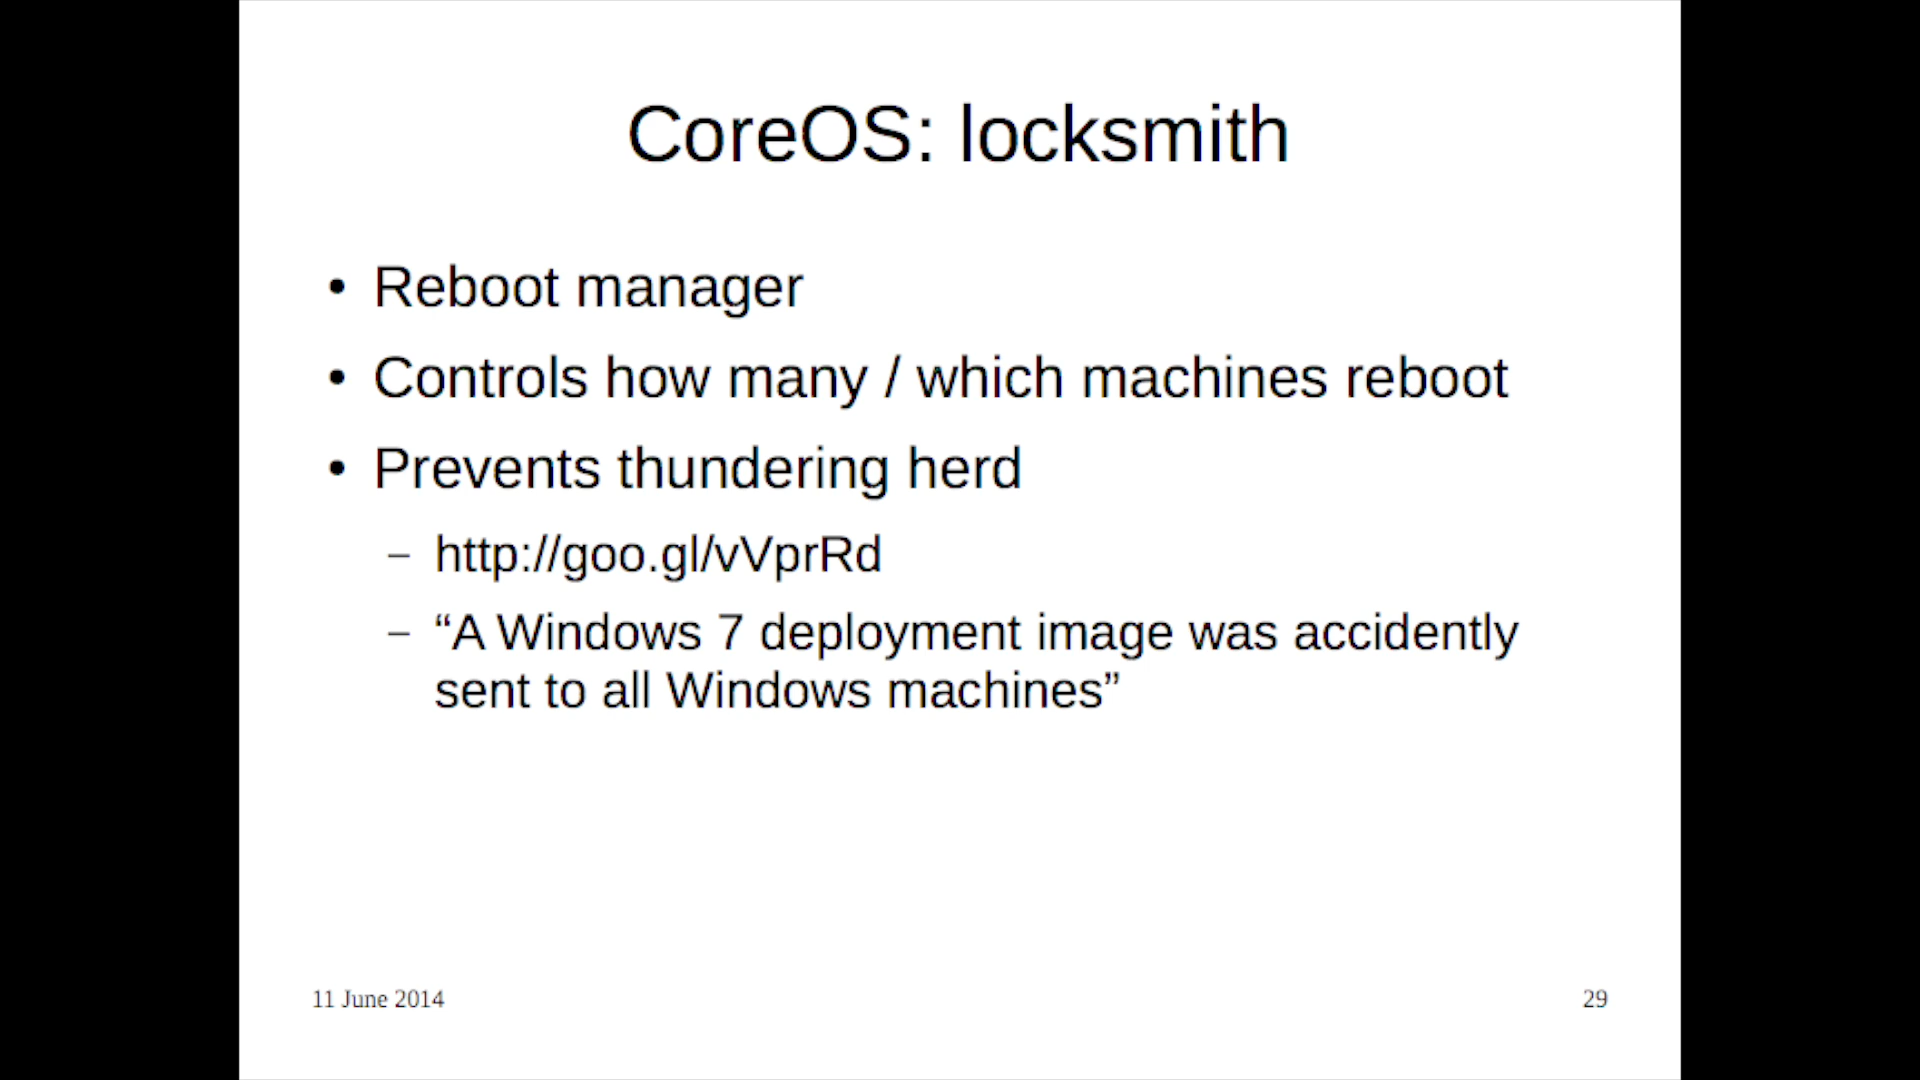 CoreOS: locksmith
• Reboot manager
• Controls how many / which machines reboot
• Prevents thundering herd
– http://goo.gl/vVprRd
– “A Windows 7 deployment image was accidently
sent to all Windows machines”
11 June 2014
29